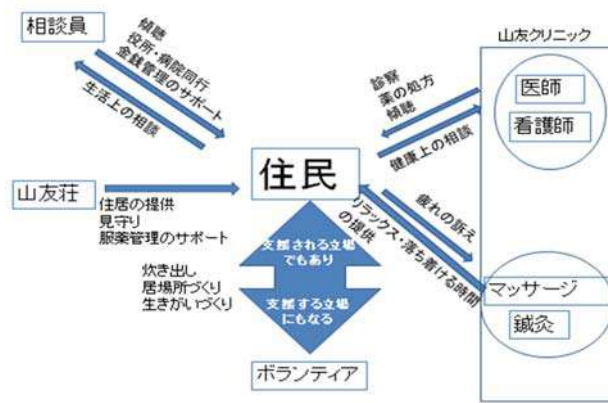 相談員
傾聴
役所・病院同行
金銭管理のサポート
生活上の相談
山友クリニック
医師
看護師
診察
薬の処方
傾聴
健康上の相談
住民
山友荘
住居の提供
見守り
服薬管理のサポート
疲れの訴え
リラックス・落ち着ける時間
の提供
マッサージ
鍼灸
支援される立場
でもあり
支援する立場
にもなる
炊き出し
居場所づくり
生きがいづくり
ボランティア